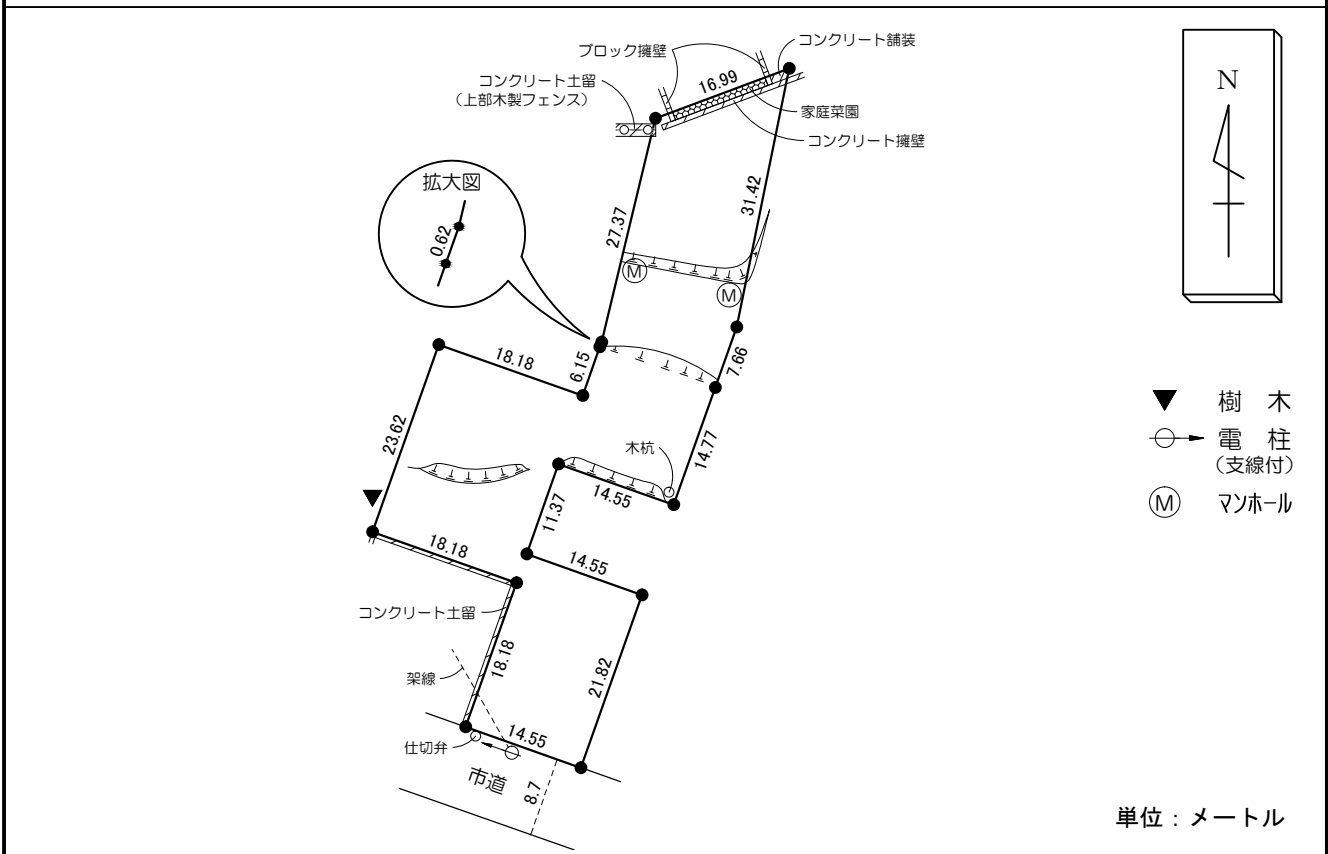 コンクリート舗装
ブロック擁壁
16.99
コンクリート土留
（上部木製フェンス）
家庭菜園
コンクリート擁壁
N
拡大図
0.62
27.37
31.42
18.18
6.15
7.66
23.62
樹　木
電　柱
（支線付）
M マンホール
M
M
木杭
14.77
14.55
11.37
18.18
14.55
コンクリート土留
18.18
21.82
架線
14.55
仕切弁
市道
8.7
単位：メートル